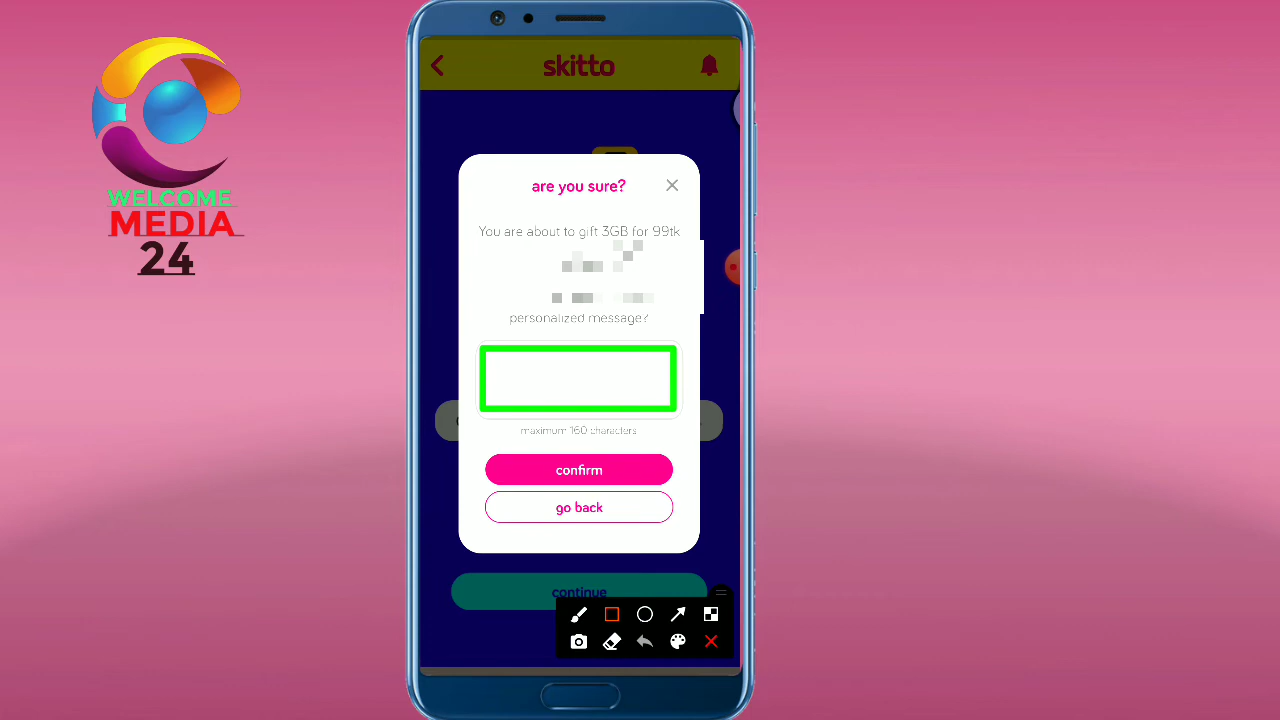 WELCOME
MEDIA
24
skitto
are you sure?
You are about to gift 3GB for 99tk
personalized message?
maximum 160 characters
confirm
go back
continue